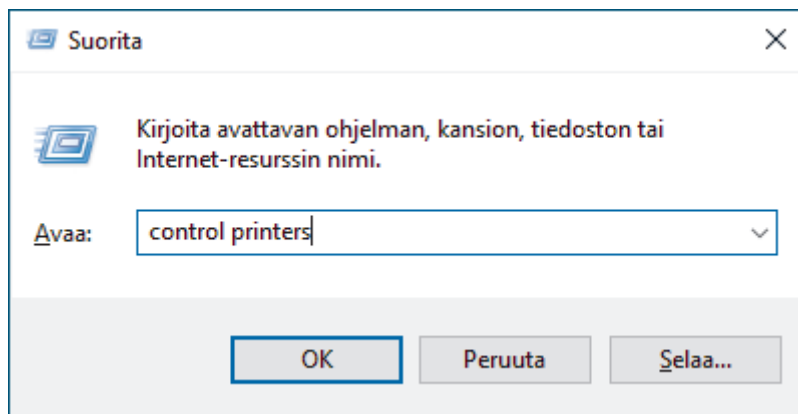 Suorita
Kirjoita avattavan ohjelman, kansion, tiedoston tai
Internet-resurssin nimi.
Avaa: control printers
OK Peruuta Selaa...